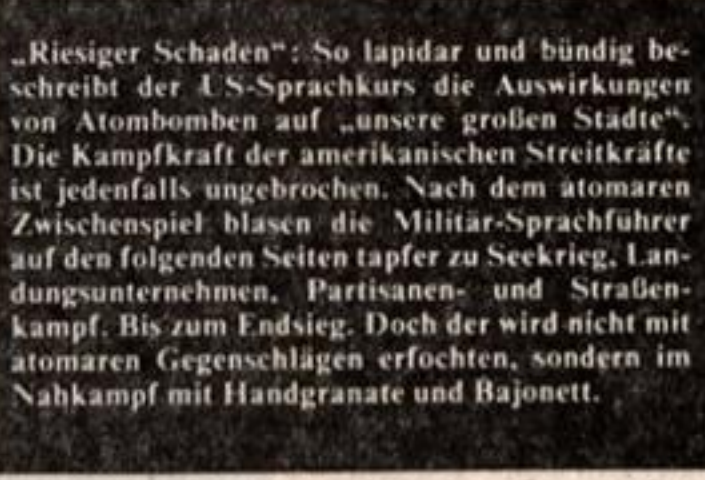 „Riesiger Schaden“: So lapidar und bündig be-
schreibt der US-Sprachkurs die Auswirkungen
von Atombomben auf „unsere großen Städte“.
Die Kampfkraft der amerikanischen Streitkräfte
ist jedenfalls ungebrochen. Nach dem atomaren
Zwischenspiel blasen die Militär-Sprachführer
auf den folgenden Seiten tapfer zu Seekrieg, Lan-
dungsunternehmen, Partisanen- und Straßen-
kampf. Bis zum Endsieg. Doch der wird nicht mit
atomaren Gegenschlägen erfochten, sondern im
Nahkampf mit Handgranate und Bajonett.